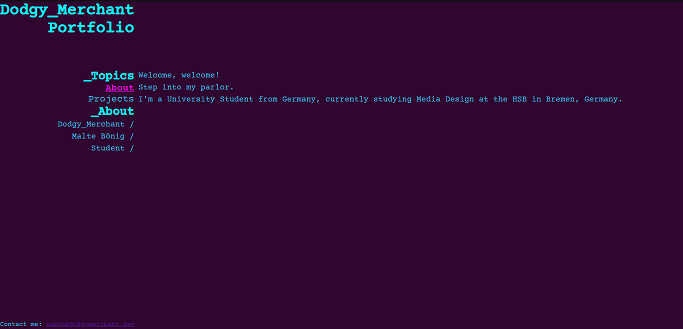 Dodgy_Merchant
Portfolio
_Topics
About
Projects
_About
Dodgy_Merchant /
Malte Bönig /
Student /
Welcome, welcome!
Step into my parlor.
I'm a University Student from Germany, currently studying Media Design at the HSB in Bremen, Germany.
Contact me: